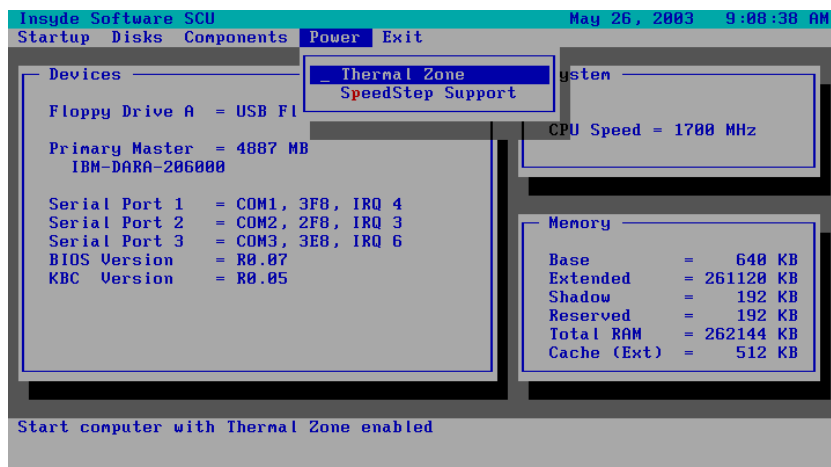 Insyde Software SCU May 26, 2003 9:08:38 AM
Startup Disks Components Power Exit
_ Thermal Zone
SpeedStep Support
Devices
Floppy Drive A = USB Fl
Primary Master = 4887 MB
IBM-DARA-206000
Serial Port 1 = COM1, 3F8, IRQ 4
Serial Port 2 = COM2, 2F8, IRQ 3
Serial Port 3 = COM3, 3E8, IRQ 6
BIOS Version = R0.07
KBC Version = R0.05
ystem
CPU Speed = 1700 MHz
Memory
Base = 640 KB
Extended = 261120 KB
Shadow = 192 KB
Reserved = 192 KB
Total RAM = 262144 KB
Cache (Ext) = 512 KB
Start computer with Thermal Zone enabled